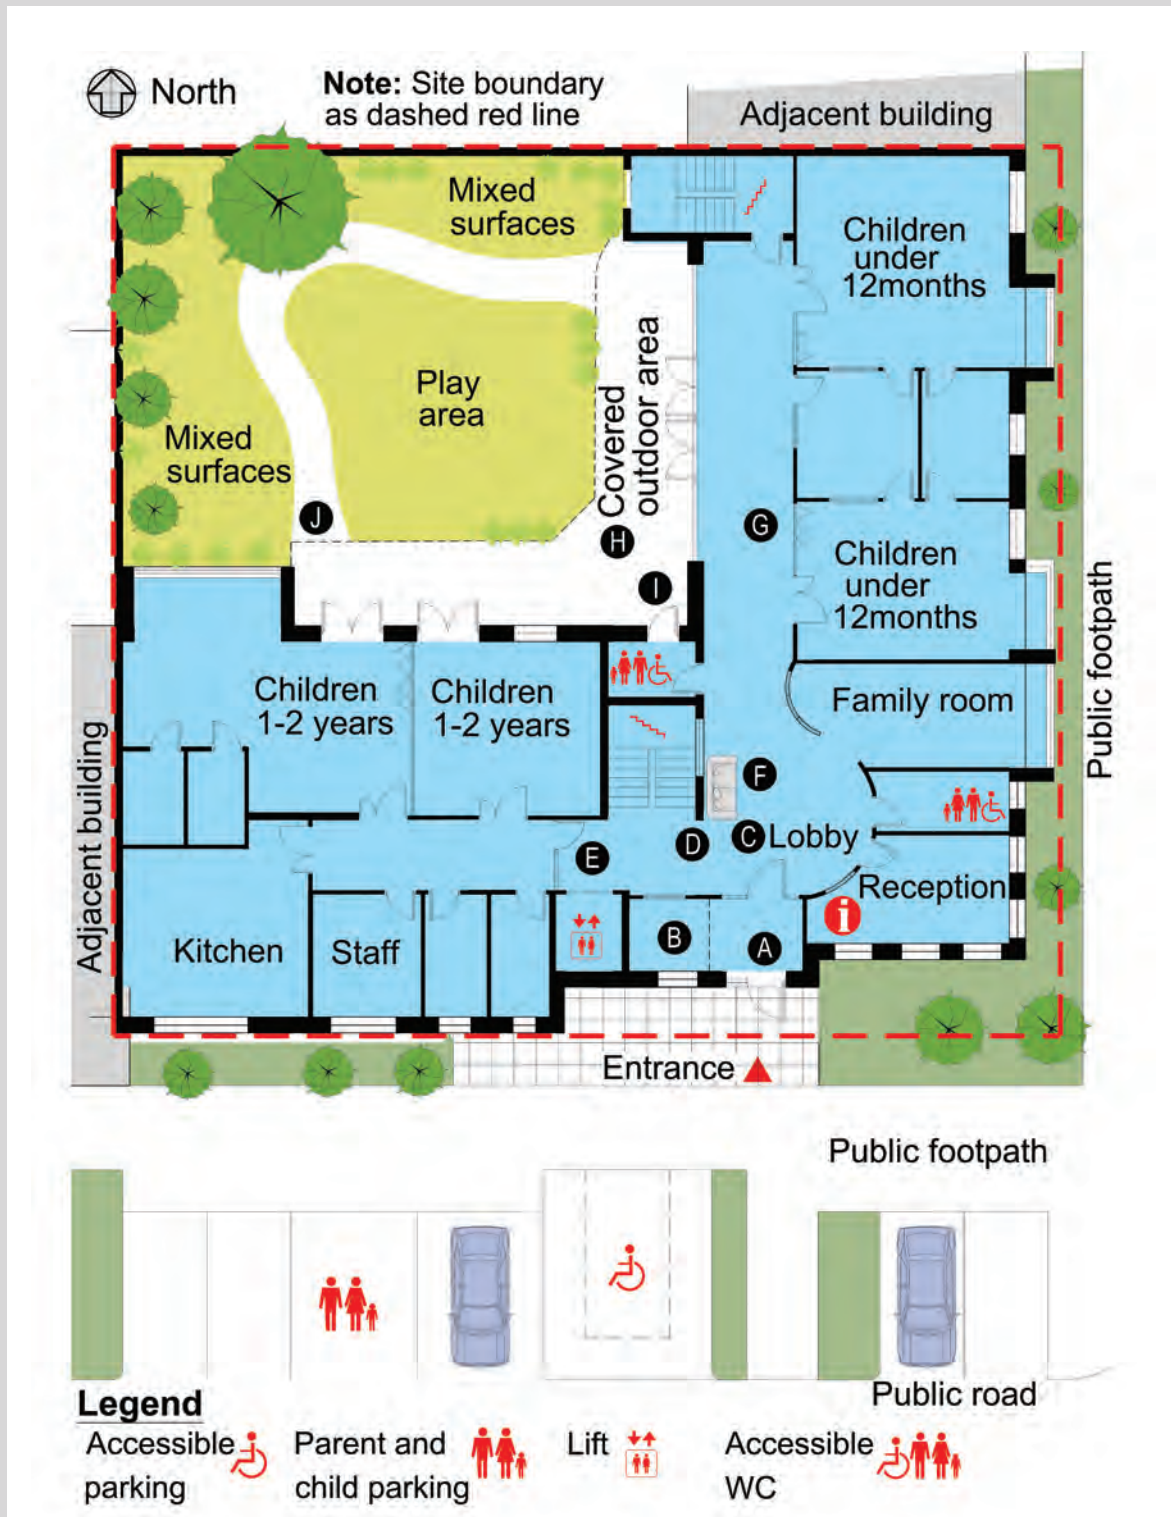 North
Note: Site boundary
as dashed red line
Adjacent building
Mixed
surfaces
Children
under
12months
Covered
outdoor area
Play
area
Mixed
surfaces
J
H
G
I
Children
under
12months
Public footpath
Children
1-2 years
Children
1-2 years
Family room
Adjacent building
F
C
Lobby
D
E
Reception
i
B
A
Kitchen
Staff
Entrance
Public footpath
Public road
Legend
Accessible
parking
Parent and
child parking
Lift
Accessible
WC